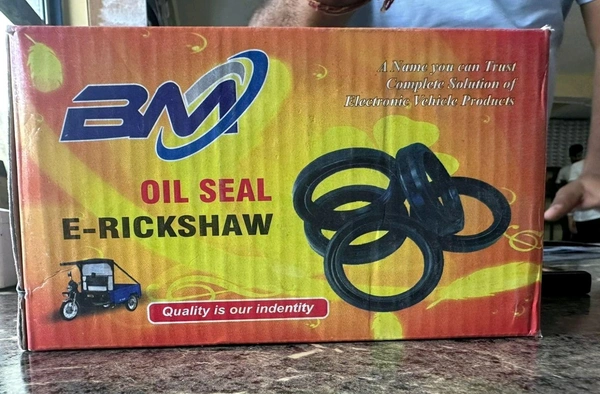 BM
A Name you can Trust
Complete Solution of
Electronic Vehicle Products
OIL SEAL
E-RICKSHAW
Quality is our indentity